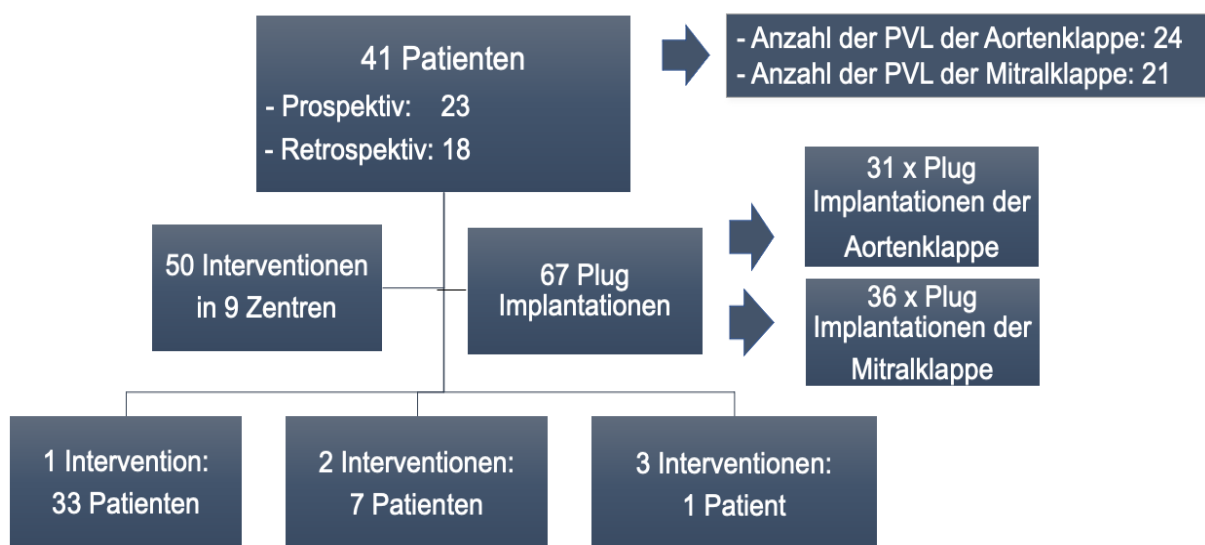 41 Patienten
- Prospektiv: 23
- Retrospektiv: 18
- Anzahl der PVL der Aortenklappe: 24
- Anzahl der PVL der Mitralklappe: 21
50 Interventionen
in 9 Zentren
67 Plug
Implantationen
31 x Plug
Implantationen der
Aortenklappe
36 x Plug
Implantationen der
Mitralklappe
1 Intervention:
33 Patienten
2 Interventionen:
7 Patienten
3 Interventionen:
1 Patient